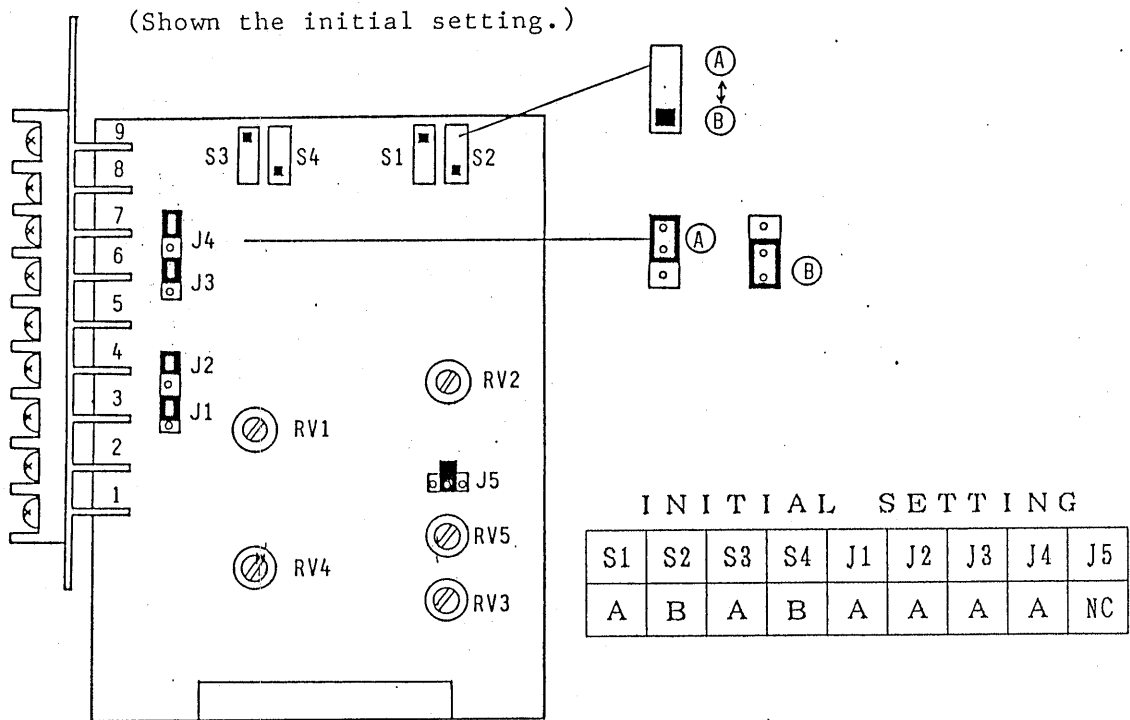 (Shown the initial setting.)
A
B
9
S3 S4 S1 S2
8
7
J4 A
6
B
J3
5
4
J2
RV2
3
J1
RV1
2
J5
1
INITIAL SETTING
RV5
S1 S2 S3 S4 J1 J2 J3 J4 J5
RV4
RV3
A B A B A A A A NC